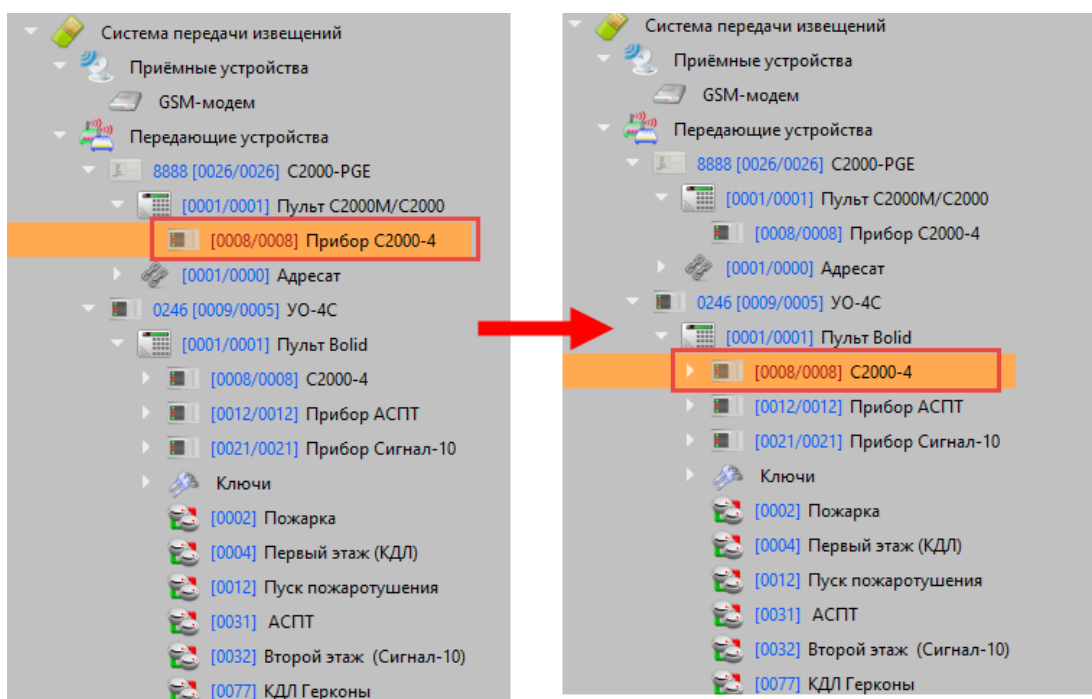 Система передачи извещений
Приёмные устройства
GSM-модем
Передающие устройства
8888 [0026/0026] С2000-PGE
[0001/0001] Пульт С2000М/С2000
[0008/0008] Прибор С2000-4
[0001/0000] Адресат
0246 [0009/0005] УО-4С
[0001/0001] Пульт Bolid
[0008/0008] С2000-4
[0012/0012] Прибор АСПТ
[0021/0021] Прибор Сигнал-10
Ключи
[0002] Пожарка
[0004] Первый этаж (КДЛ)
[0012] Пуск пожаротушения
[0031] АСПТ
[0032] Второй этаж (Сигнал-10)
[0077] КДЛ Герконы
Система передачи извещений
Приёмные устройства
GSM-модем
Передающие устройства
8888 [0026/0026] С2000-PGE
[0001/0001] Пульт С2000М/С2000
[0008/0008] Прибор С2000-4
[0001/0000] Адресат
0246 [0009/0005] УО-4С
[0001/0001] Пульт Bolid
[0008/0008] С2000-4
[0012/0012] Прибор АСПТ
[0021/0021] Прибор Сигнал-10
Ключи
[0002] Пожарка
[0004] Первый этаж (КДЛ)
[0012] Пуск пожаротушения
[0031] АСПТ
[0032] Второй этаж (Сигнал-10)
[0077] КДЛ Герконы